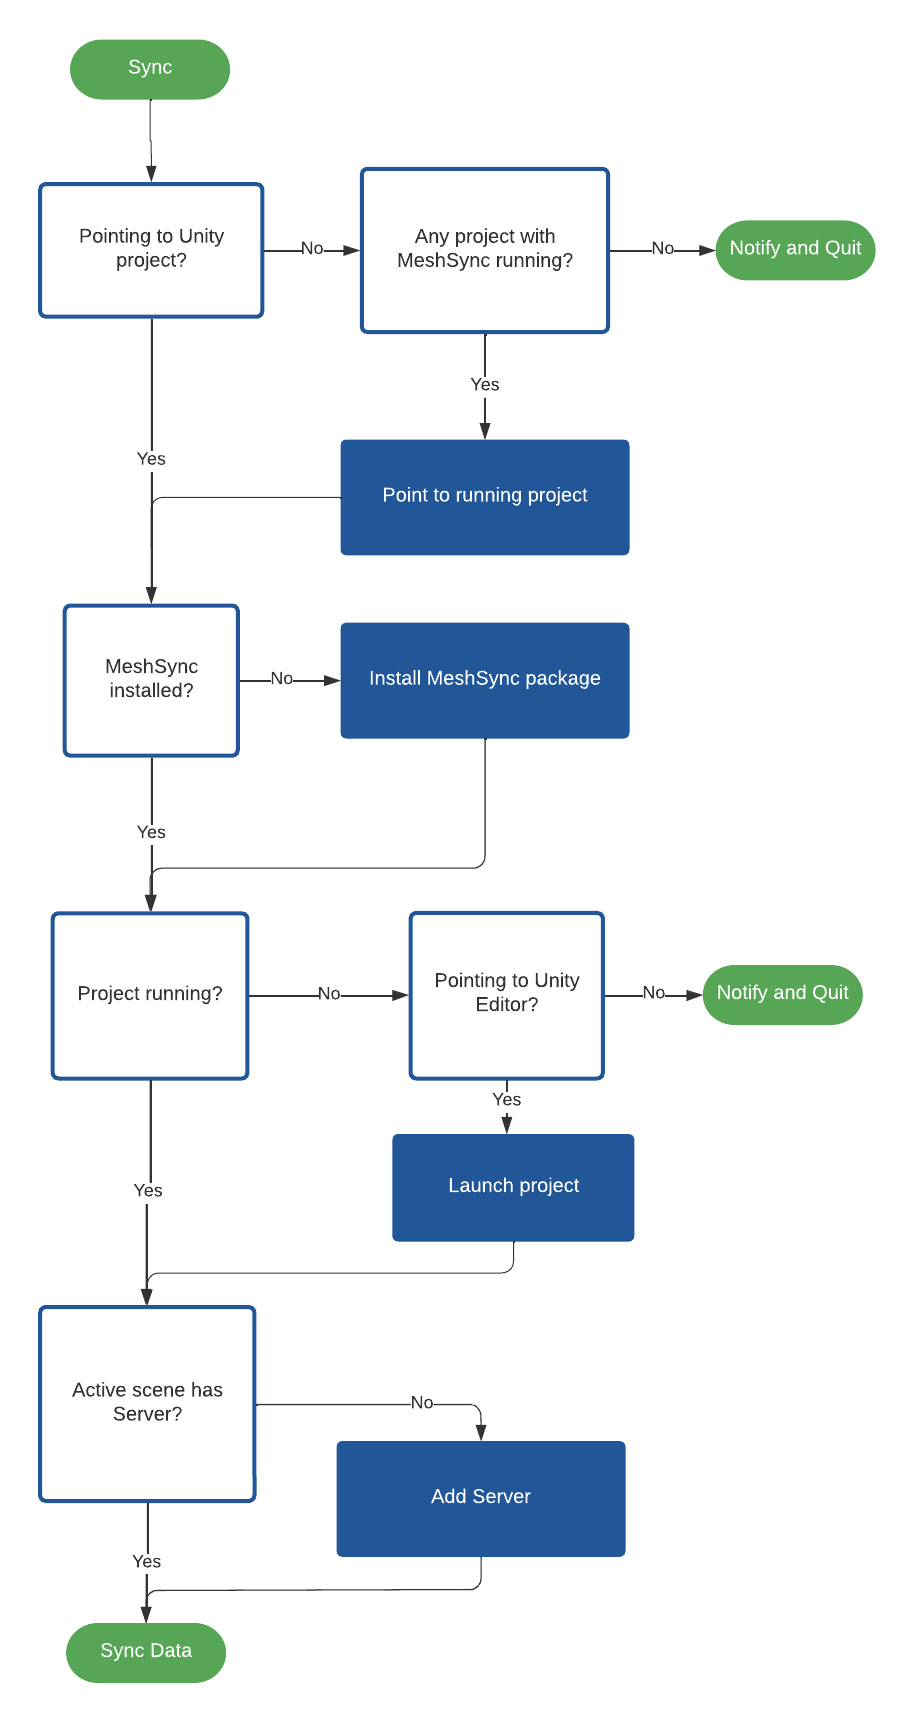 Sync
Pointing to Unity
project?
No
Any project with
MeshSync running?
No
Notify and Quit
Yes
Yes
Point to running project
MeshSync
installed?
No
Install MeshSync package
Yes
Project running?
No
Pointing to Unity
Editor?
No
Notify and Quit
Yes
Launch project
Yes
Active scene has
Server?
No
Add Server
Yes
Sync Data